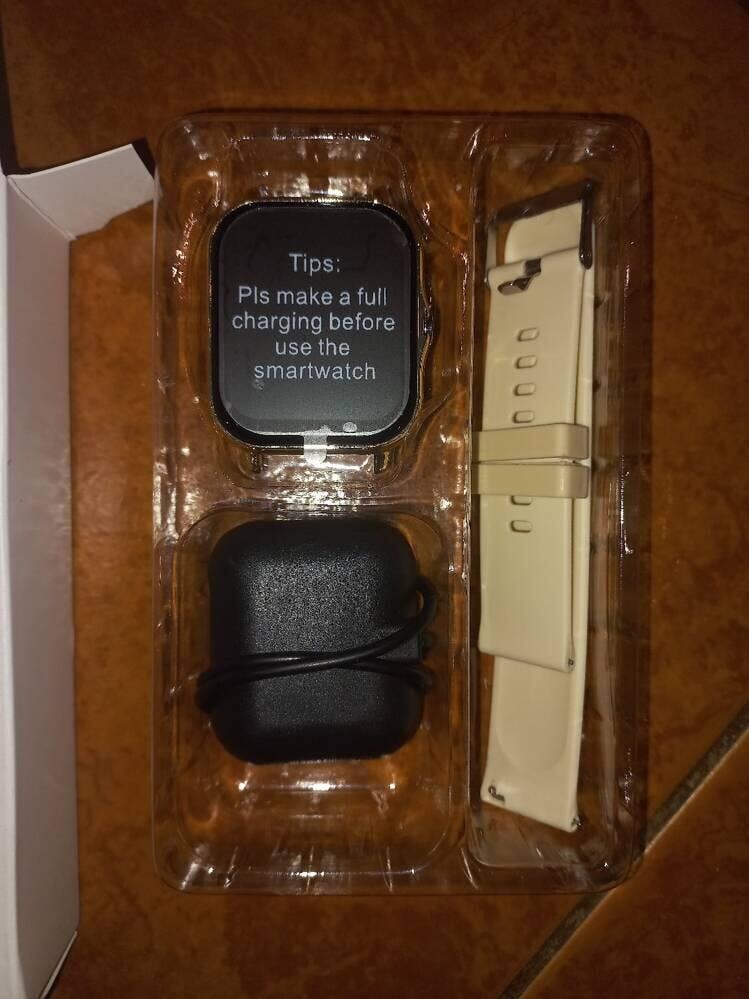 Tips:
Pls make a full
charging before
use the
smartwatch